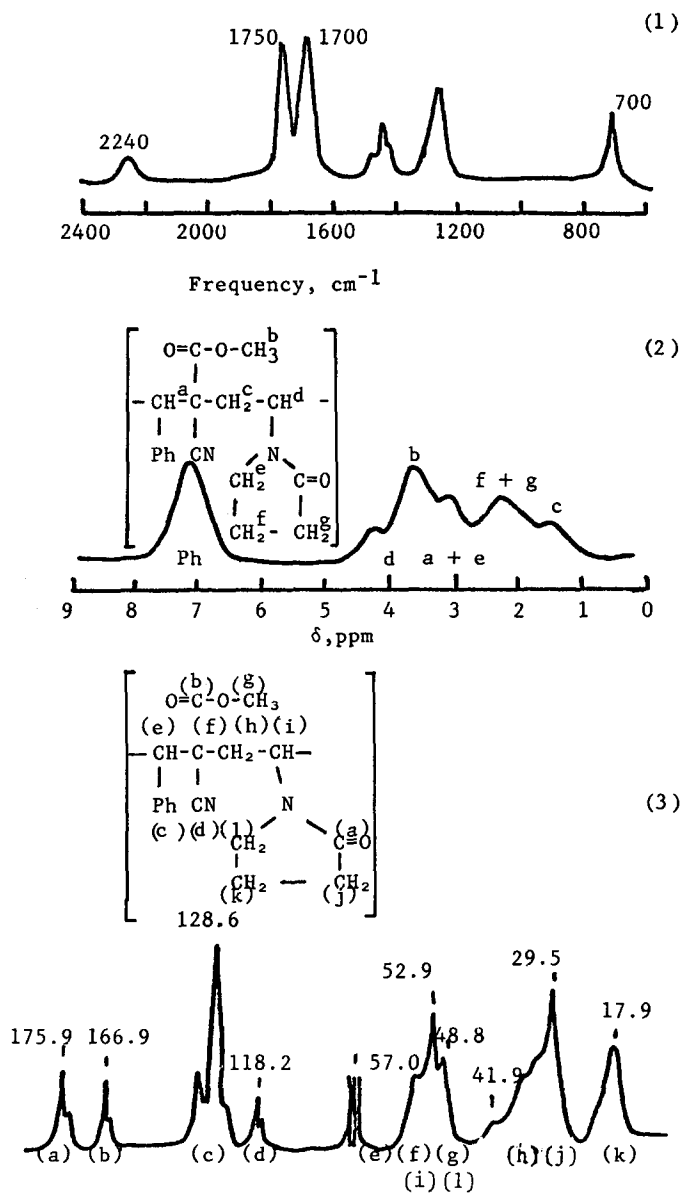 (1)
1750 1700
2240
700
2400 2000 1600 1200 800
Frequency, cm-1
(2)
b
O=C-O-CH3
a c d
-CH-C-CH2-CH -
Ph CN N
e
CH2 C=O
f g
CH2- CH2
b
f + g
c
Ph d a + e
9 8 7 6 5 4 3 2 1 0
δ,ppm
(3)
(b) (g)
O=C-O-CH3
(e) (f)(h)(i)
-CH-C-CH2-CH-
Ph CN N
(c)(d)(l) (a)
CH2 C≡O
CH2 — CH2
(k) (j)
128.6
175.9 166.9 118.2 57.0 52.9 48.8 41.9 29.5 17.9
(a) (b) (c) (d) (e)(f)(g) (h)(j) (k)
(i)(l)